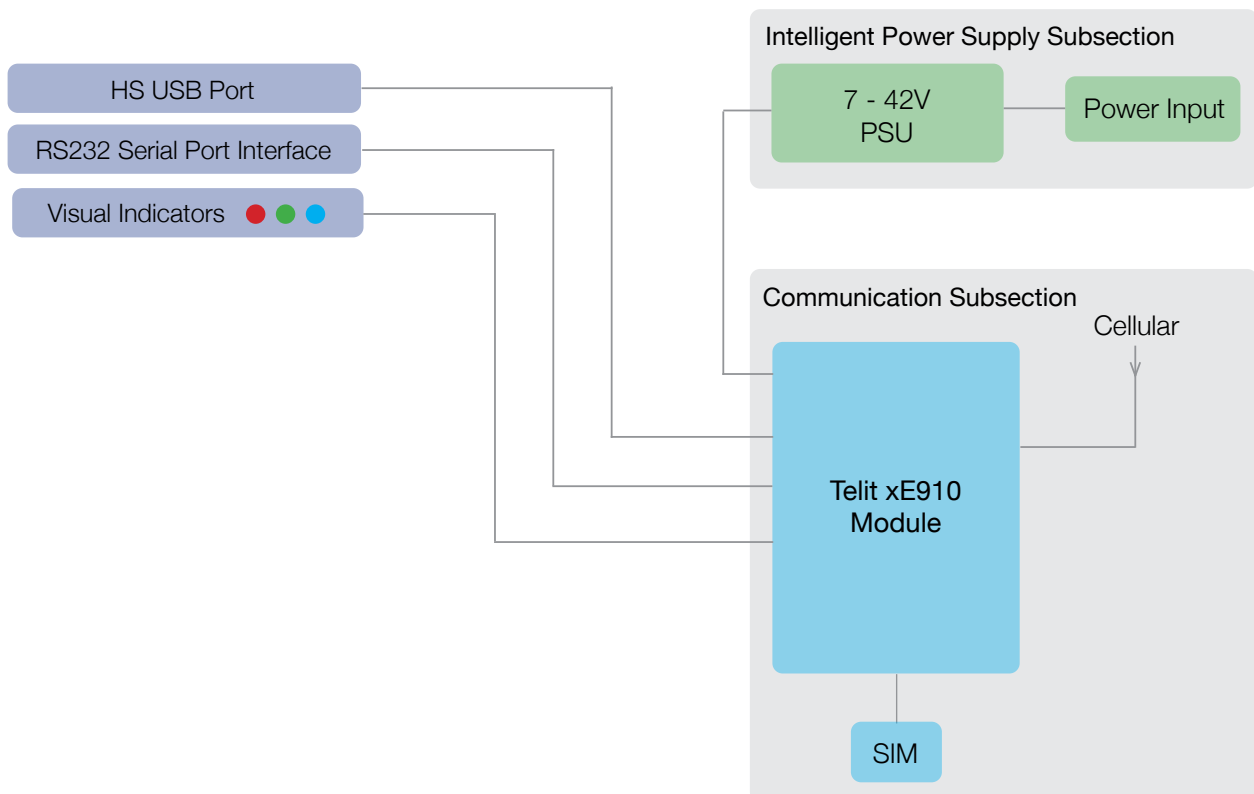 Intelligent Power Supply Subsection
HS USB Port
RS232 Serial Port Interface
Visual Indicators
7 - 42V
PSU
Power Input
Communication Subsection
Cellular
Telit xE910
Module
SIM